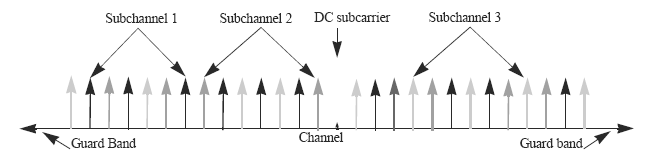 Subchannel 1
Subchannel 2
DC subcarrier
Subchannel 3
Guard Band
Channel
Guard band